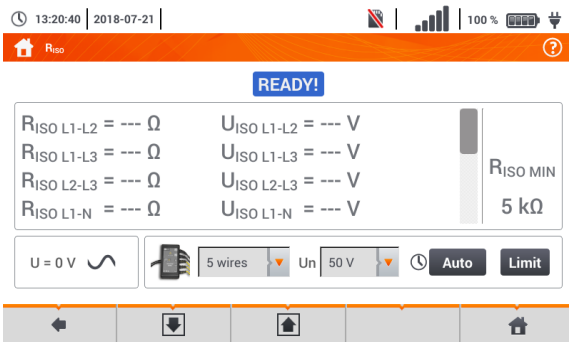 13:20:40 2018-07-21 100 %
RISO
READY!
RISO L1-L2 = --- Ω UISO L1-L2 = --- V
RISO L1-L3 = --- Ω UISO L1-L3 = --- V
RISO L2-L3 = --- Ω UISO L2-L3 = --- V
RISO L1-N = --- Ω UISO L1-N = --- V
RISO MIN
5 kΩ
U = 0 V 5 wires Un 50 V Auto Limit